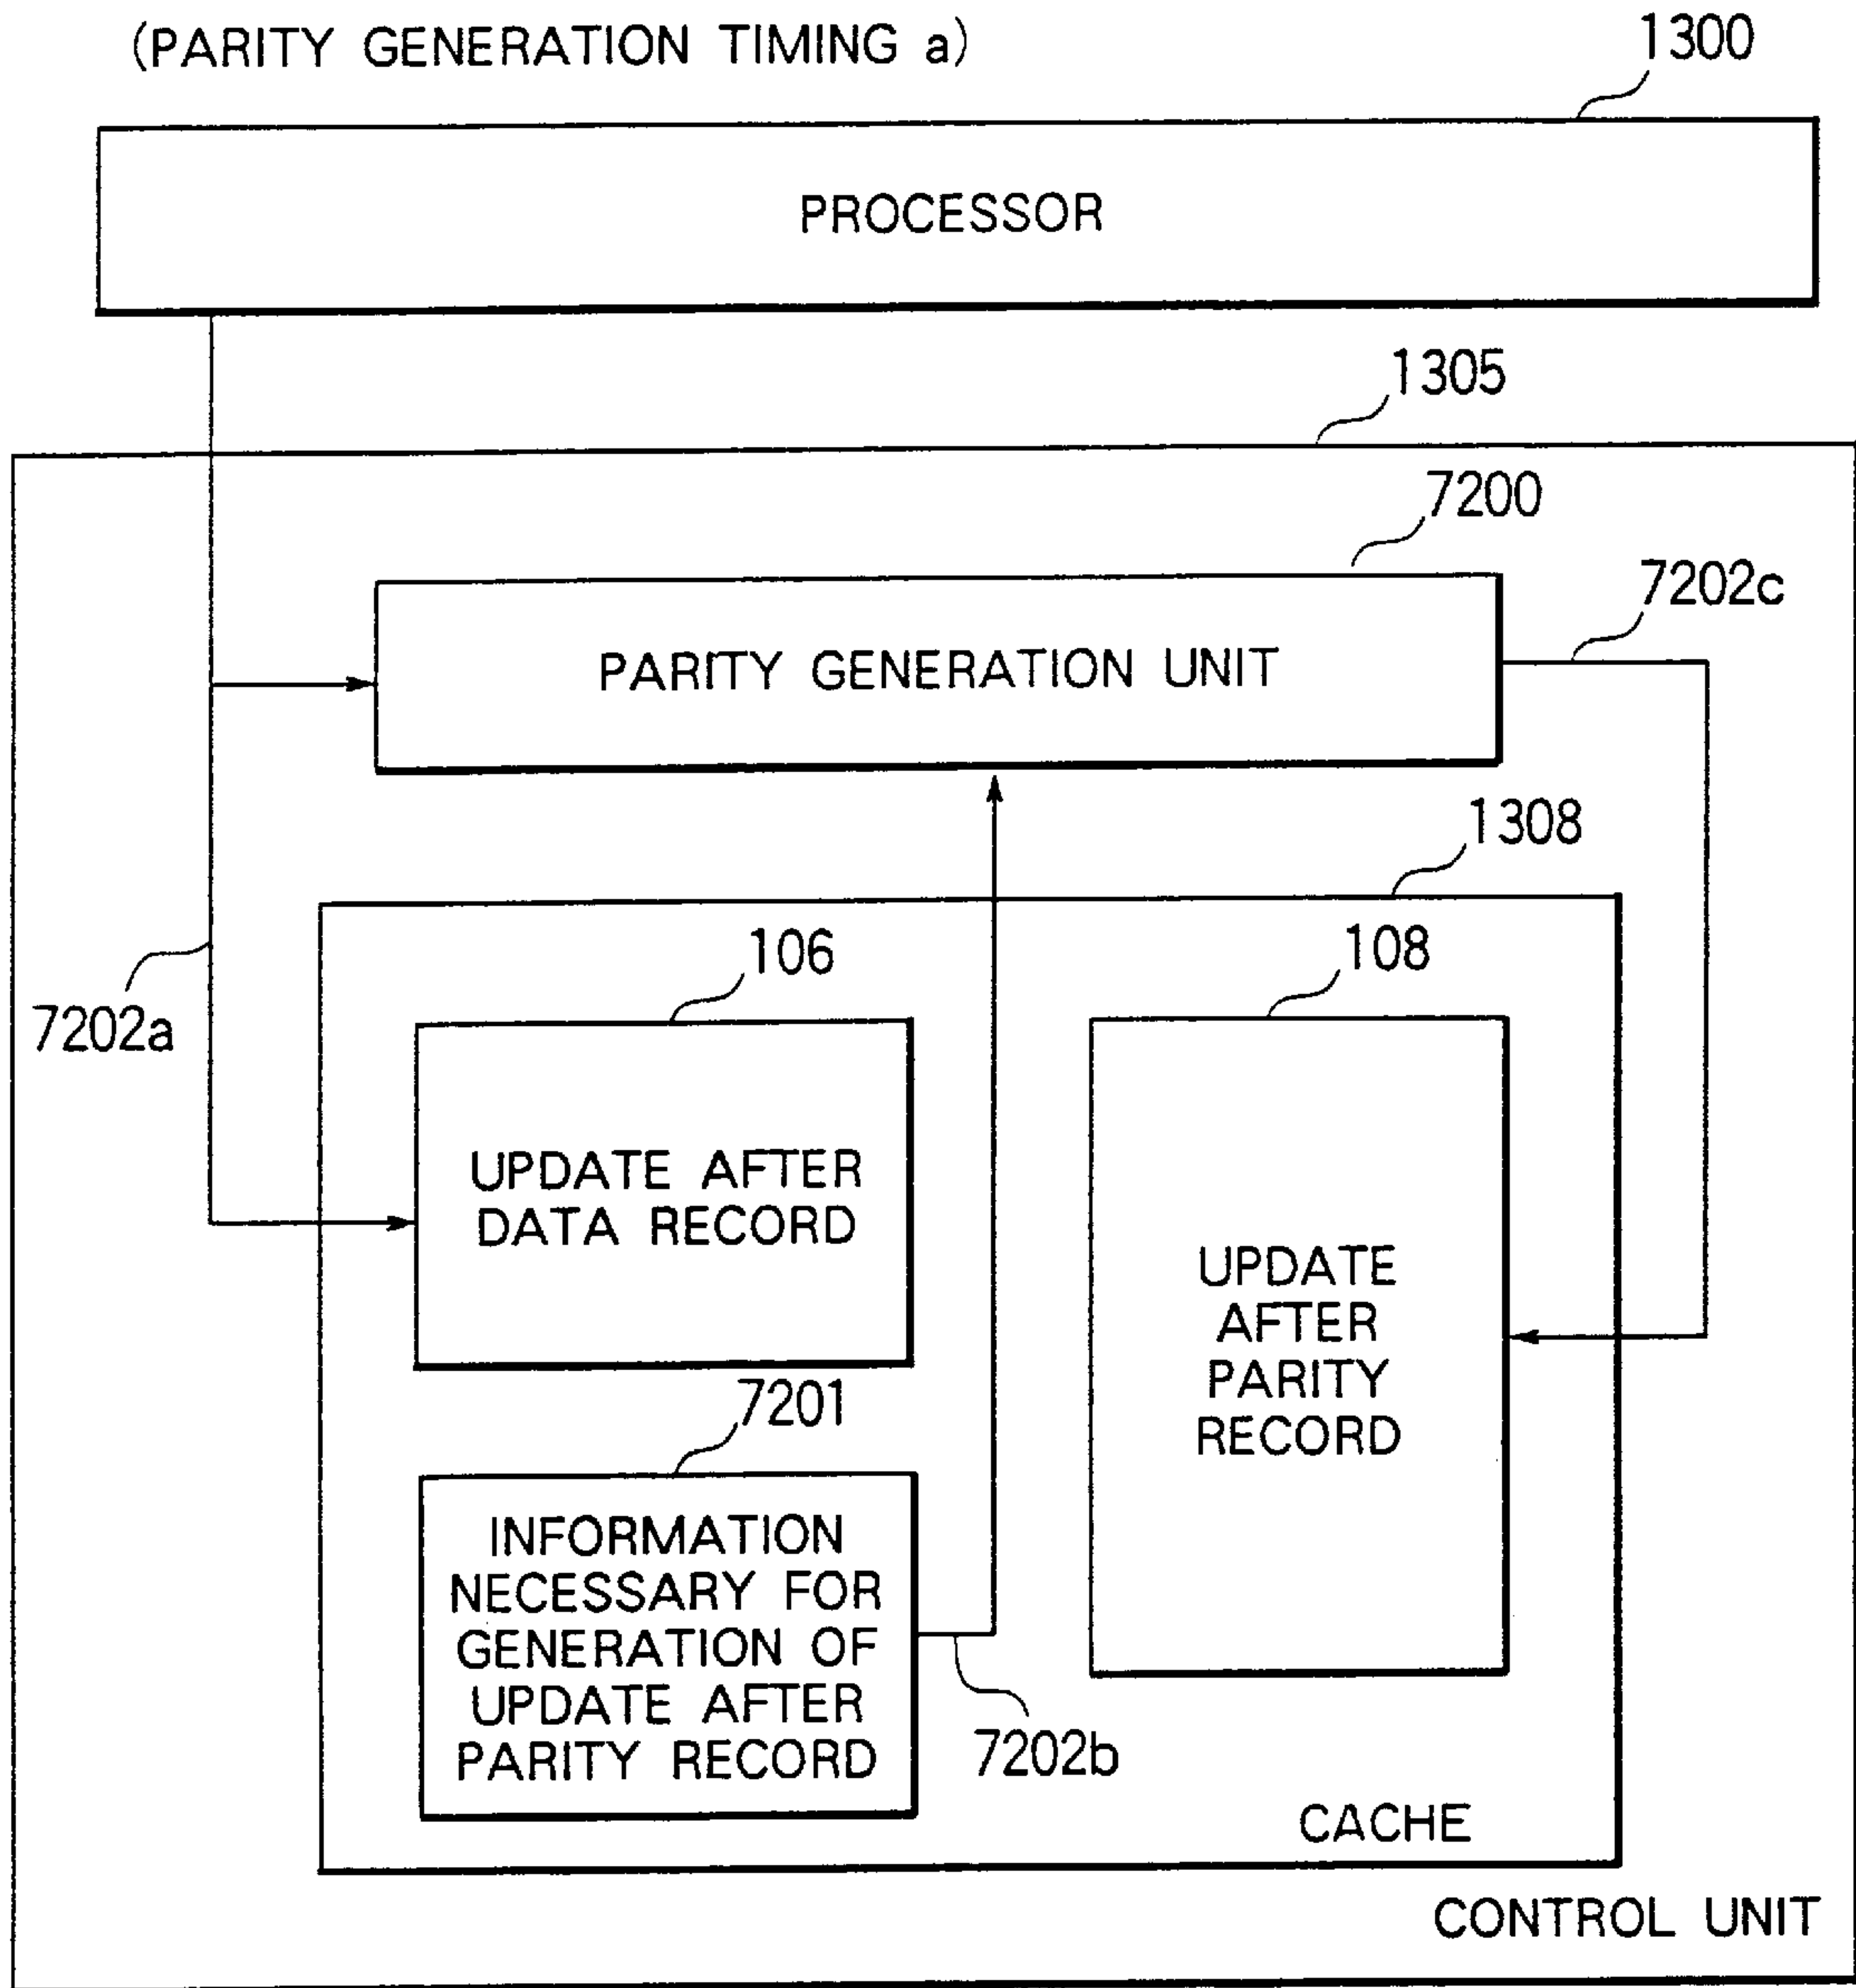 (PARITY GENERATION TIMING a)
1300
PROCESSOR
1305
7200
7202c
PARITY GENERATION UNIT
1308
106
108
7202a
UPDATE AFTER
DATA RECORD
UPDATE
AFTER
PARITY
RECORD
7201
INFORMATION
NECESSARY FOR
GENERATION OF
UPDATE AFTER
PARITY RECORD
7202b
CACHE
CONTROL UNIT